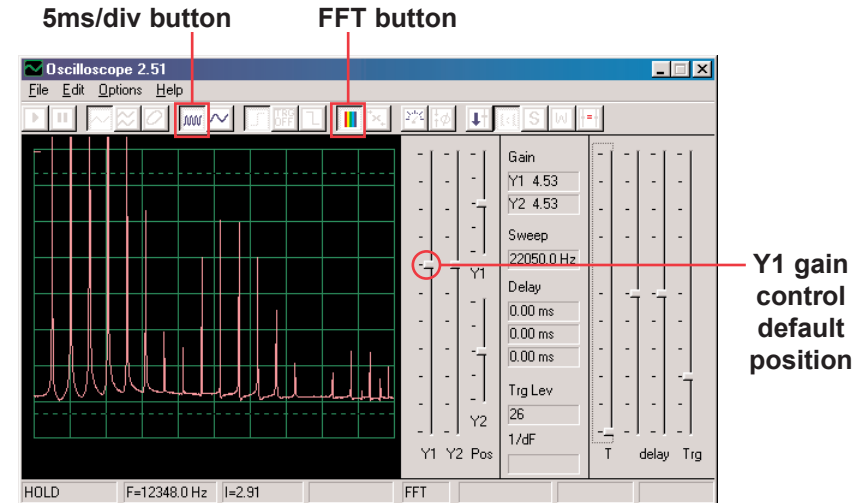 5ms/div button FFT button
Oscilloscope 2.51
File Edit Options Help
TRG
OFF
S W
Gain
Y1 4.53
Y2 4.53
Sweep
22050.0 Hz
Y1
Y1 gain
control
default
position
Delay
0.00 ms
0.00 ms
0.00 ms
Trg Lev
26
Y2
1/dF
Y1 Y2 Pos T delay Trg
HOLD F=12348.0 Hz I=2.91 FFT